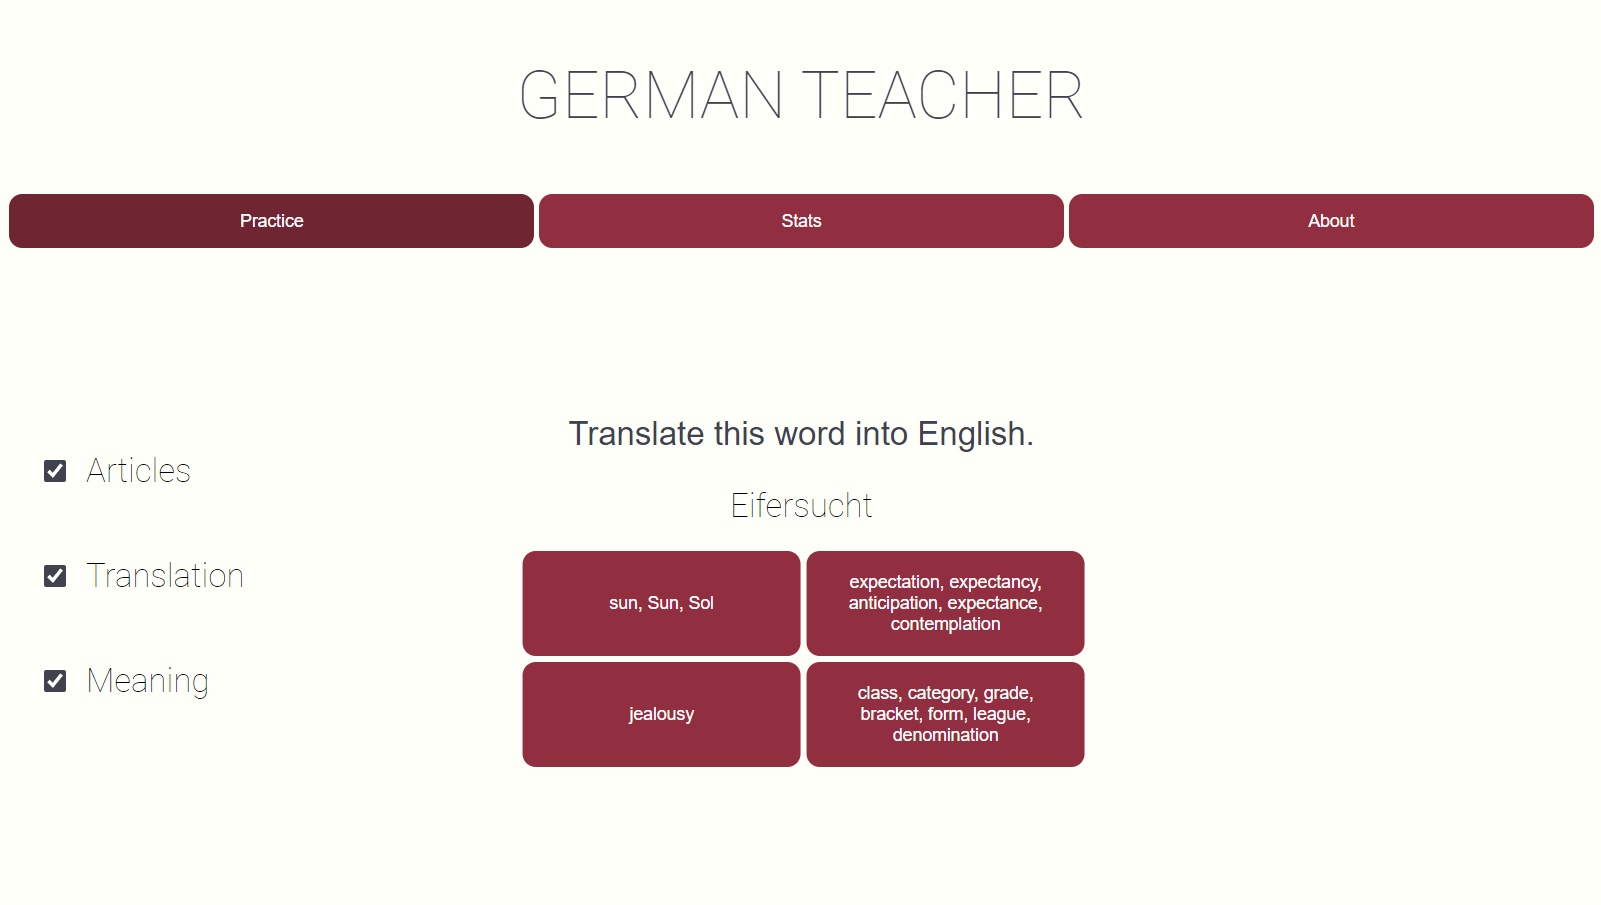 GERMAN TEACHER
Practice
Stats
About
Articles
Translation
Meaning
Translate this word into English.
Eifersucht
sun, Sun, Sol
expectation, expectancy,
anticipation, expectance,
contemplation
jealousy
class, category, grade,
bracket, form, league,
denomination